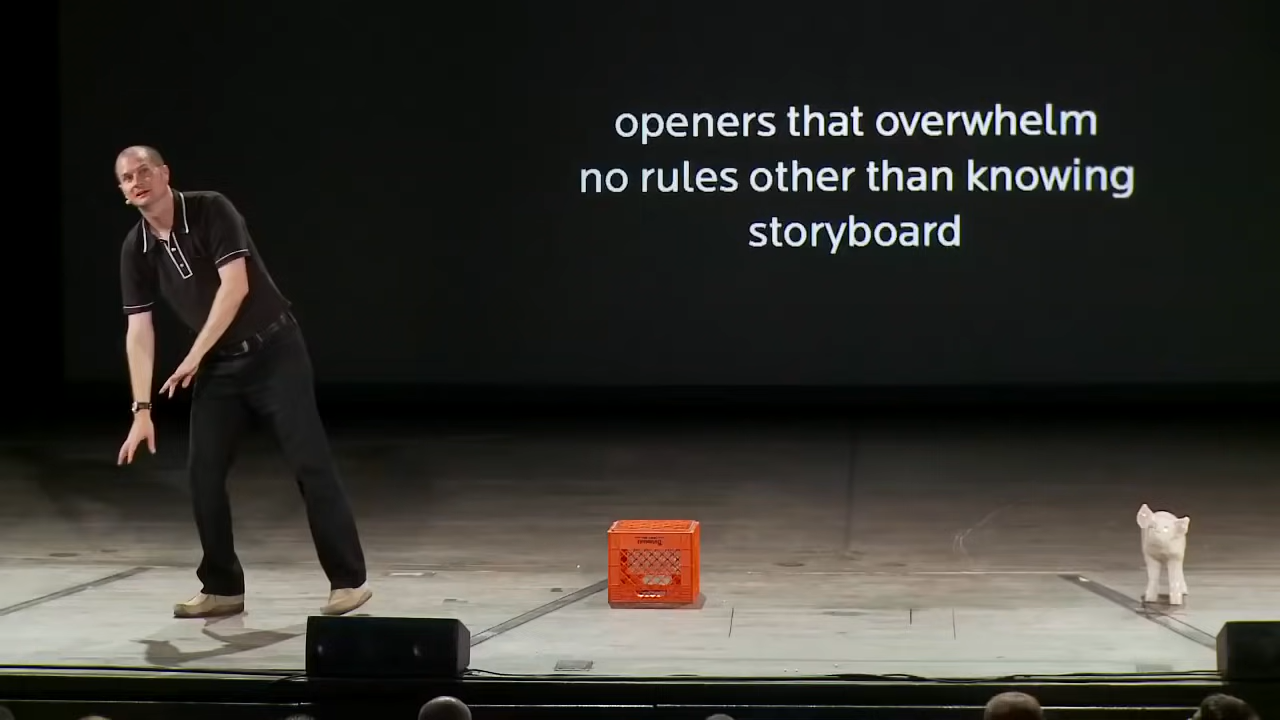 openers that overwhelm
no rules other than knowing
storyboard